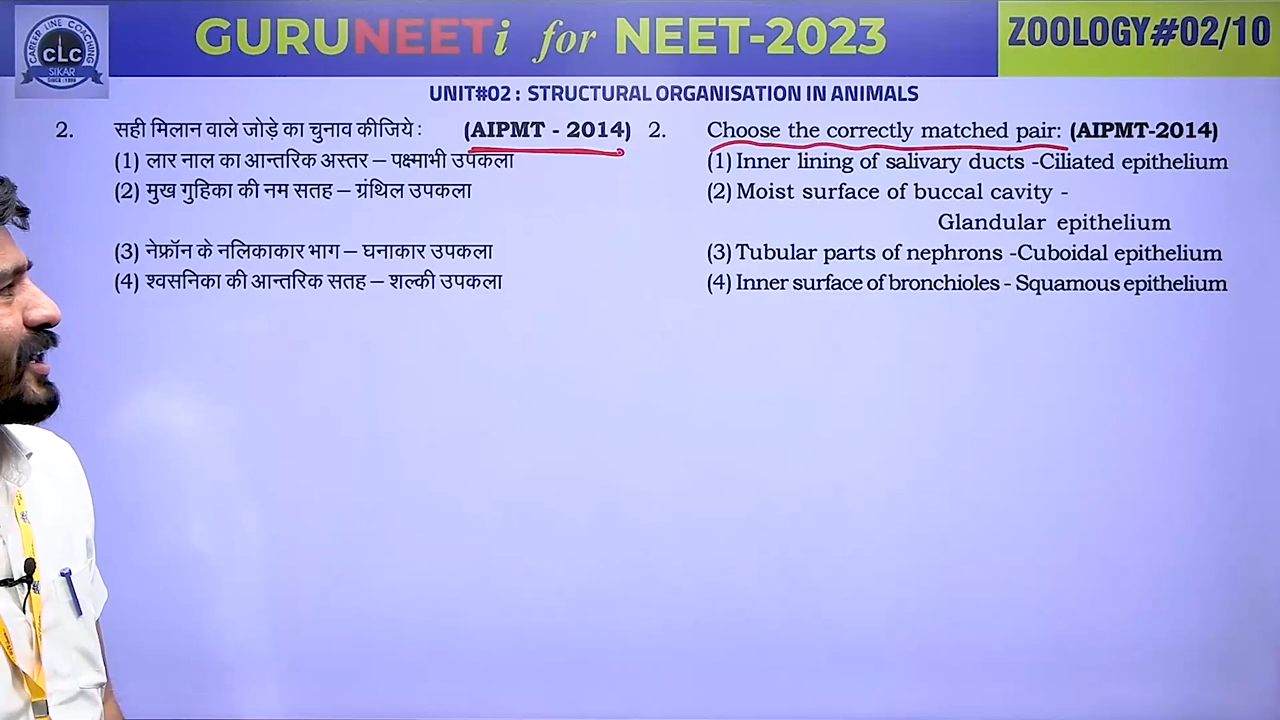 CAREER LINE COACHING
CLC
SIKAR
SINCE : 1996
GURUNEETi for NEET-2023
ZOOLOGY#02/10
UNIT#02 : STRUCTURAL ORGANISATION IN ANIMALS
2. सही मिलान वाले जोड़े का चुनाव कीजिये : (AIPMT - 2014)
(1) लार नाल का आन्तरिक अस्तर – पक्ष्माभी उपकला
(2) मुख गुहिका की नम सतह – ग्रंथिल उपकला
(3) नेफ्रॉन के नलिकाकार भाग – घनाकार उपकला
(4) श्वसनिका की आन्तरिक सतह – शल्की उपकला
2. Choose the correctly matched pair: (AIPMT-2014)
(1) Inner lining of salivary ducts -Ciliated epithelium
(2) Moist surface of buccal cavity -
Glandular epithelium
(3) Tubular parts of nephrons -Cuboidal epithelium
(4) Inner surface of bronchioles - Squamous epithelium